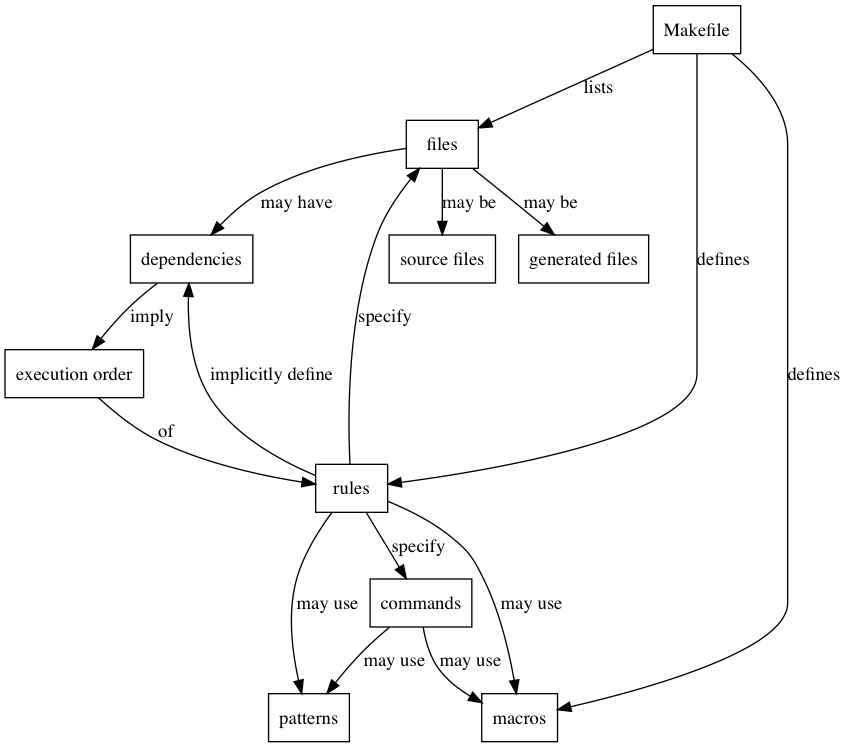 Makefile
lists
files
may have
may be
may be
dependencies
source files
generated files
defines
imply
specify
execution order
implicitly define
defines
of
rules
specify
may use
commands
may use
may use
may use
patterns
macros